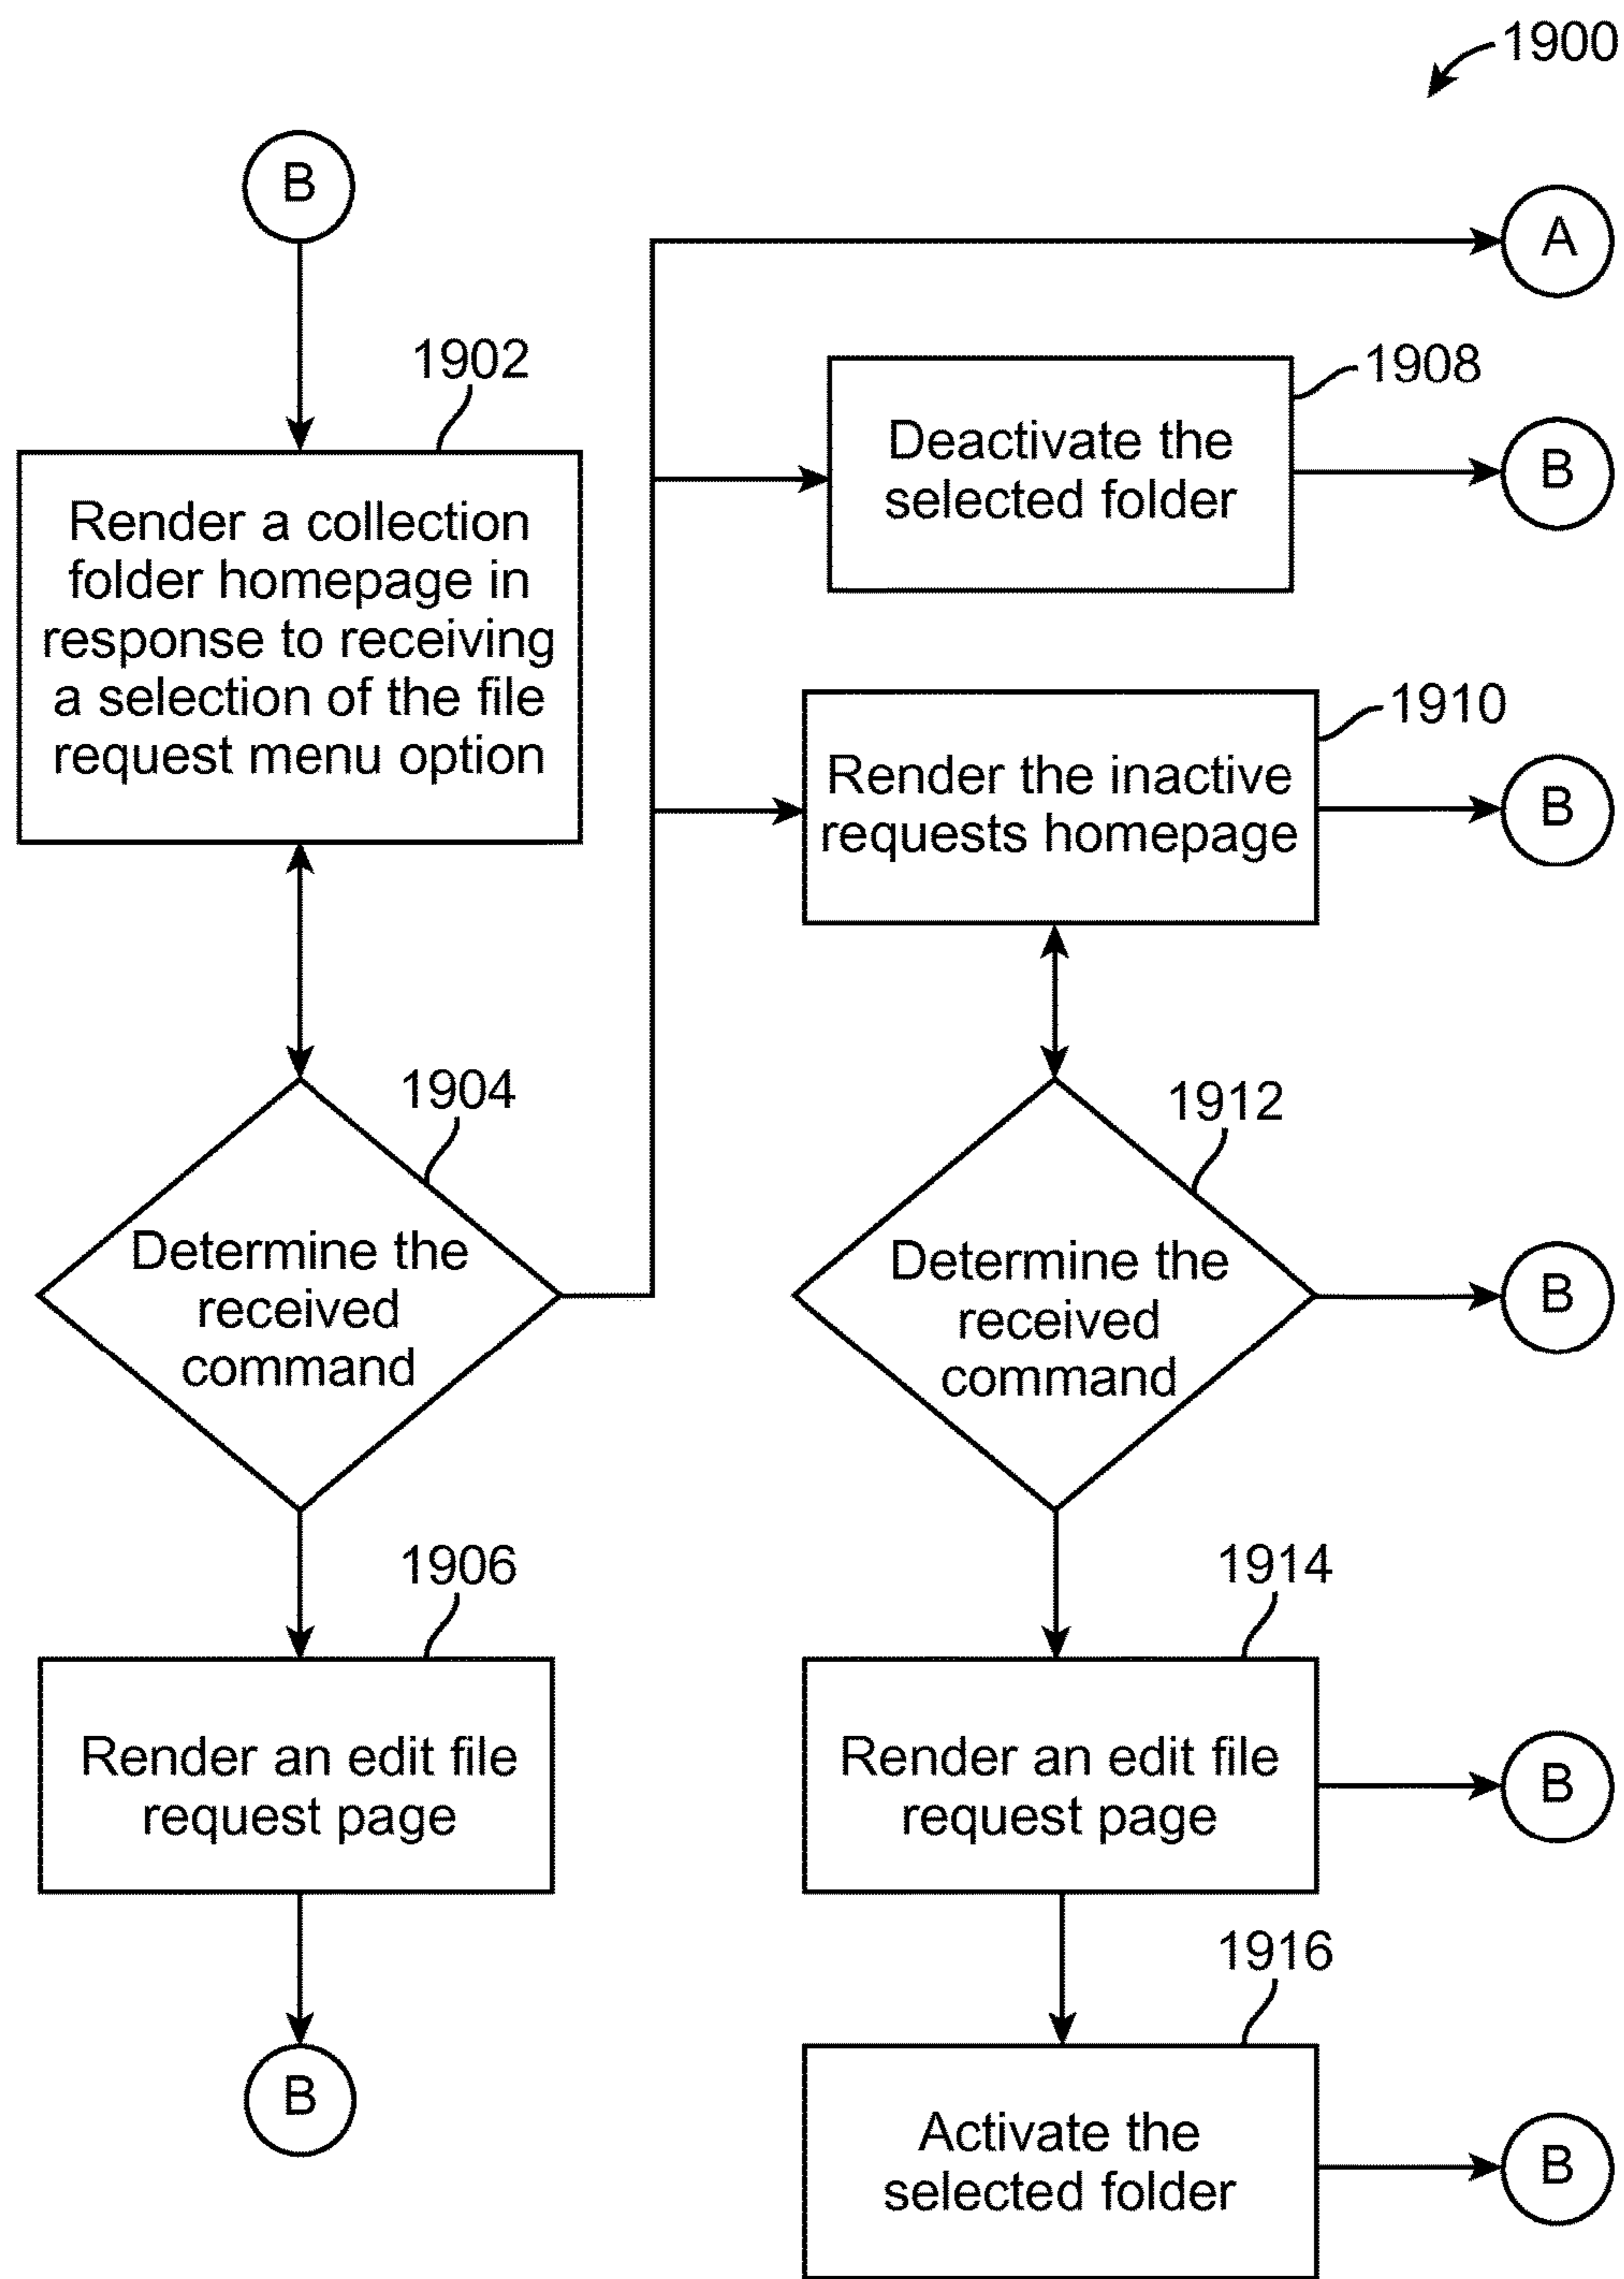 1900
B
A
1902
Render a collection
folder homepage in
response to receiving
a selection of the file
request menu option
1908
Deactivate the
selected folder
B
1910
Render the inactive
requests homepage
B
1904
Determine the
received
command
1912
Determine the
received
command
B
1906
Render an edit file
request page
B
1914
Render an edit file
request page
B
1916
Activate the
selected folder
B